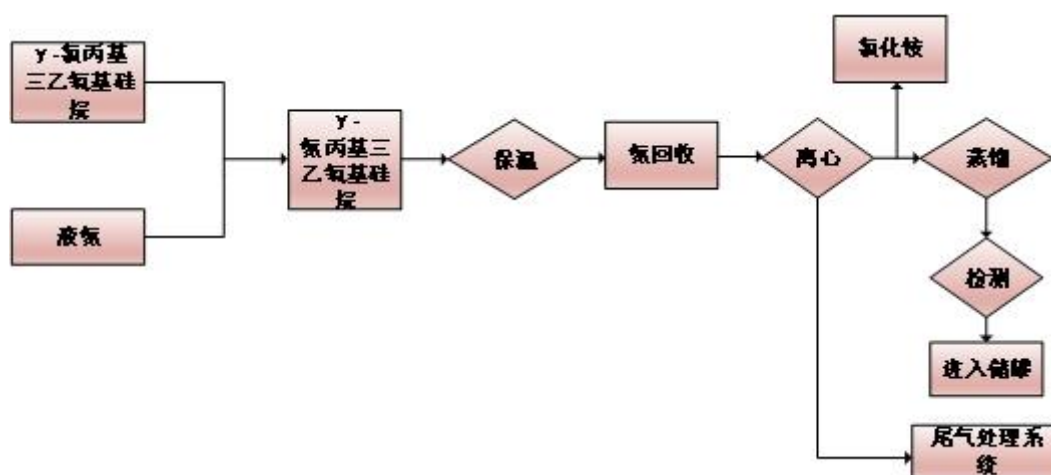 γ-氯丙基
三乙氧基硅
烷
液氨
γ-
氨丙基三
乙氧基硅
烷
保温
氨回收
离心
氯化铵
蒸馏
检测
进入储罐
尾气处理系
统